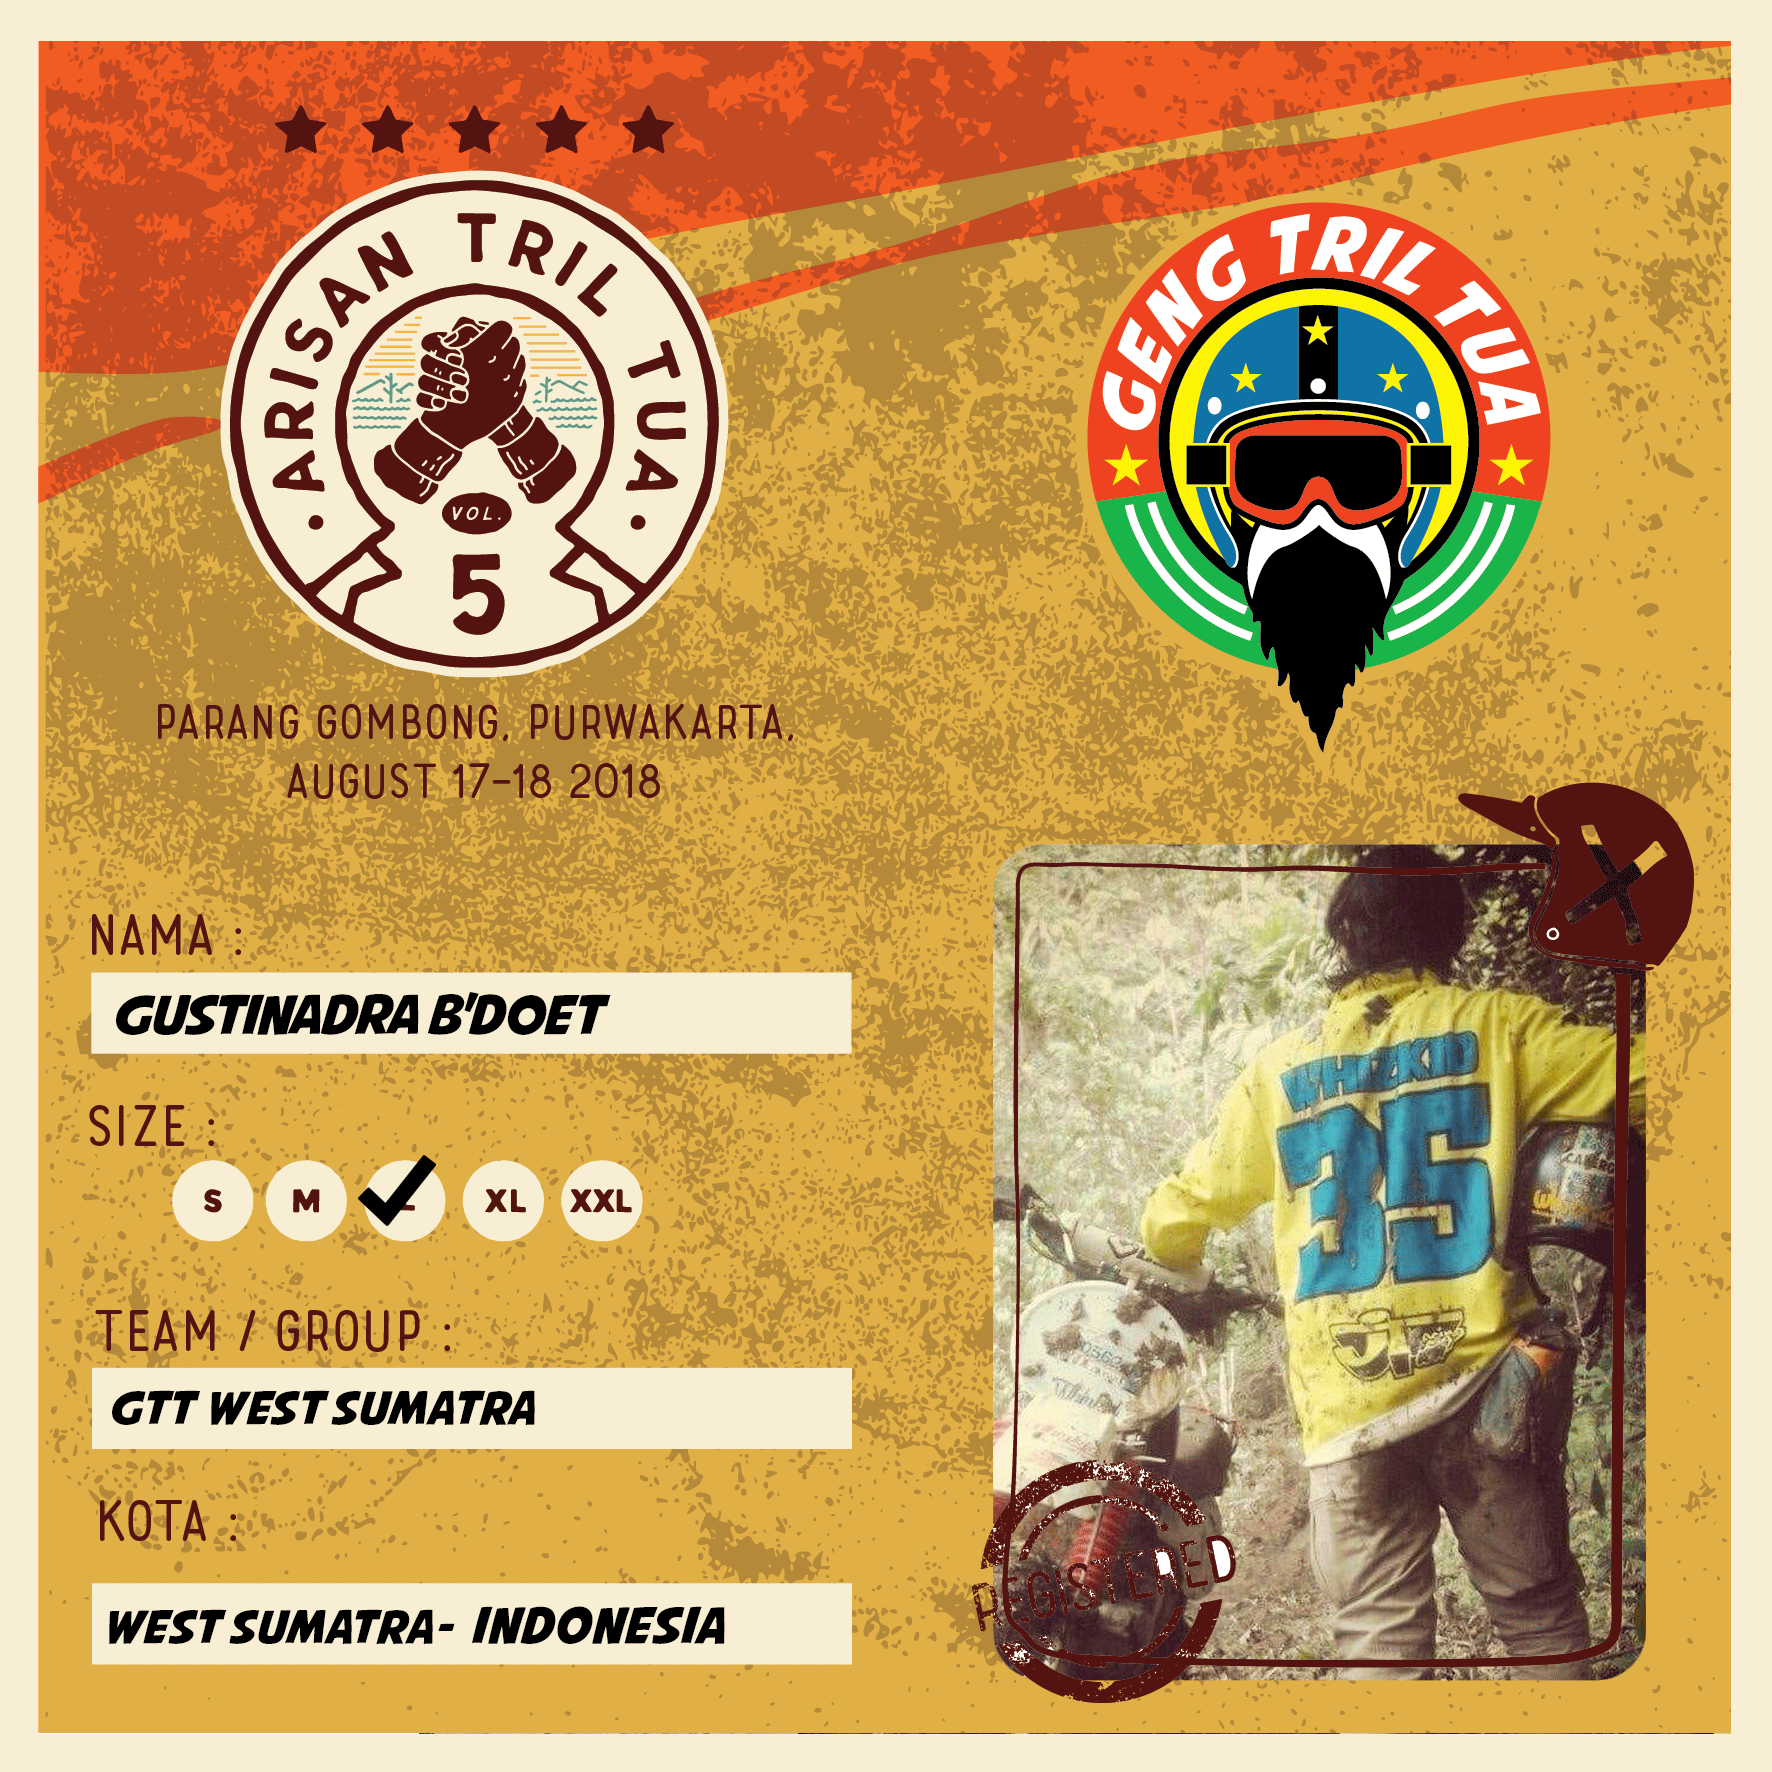 ARISAN TRIL TUA
VOL.
5
GENG TRIL TUA
PARANG GOMBONG, PURWAKARTA,
AUGUST 17-18 2018
NAMA :
GUSTINADRA B'DOET
SIZE :
S M L XL XXL
TEAM / GROUP :
GTT WEST SUMATRA
KOTA :
WEST SUMATRA- INDONESIA
WHIZKID
35
REGISTERED